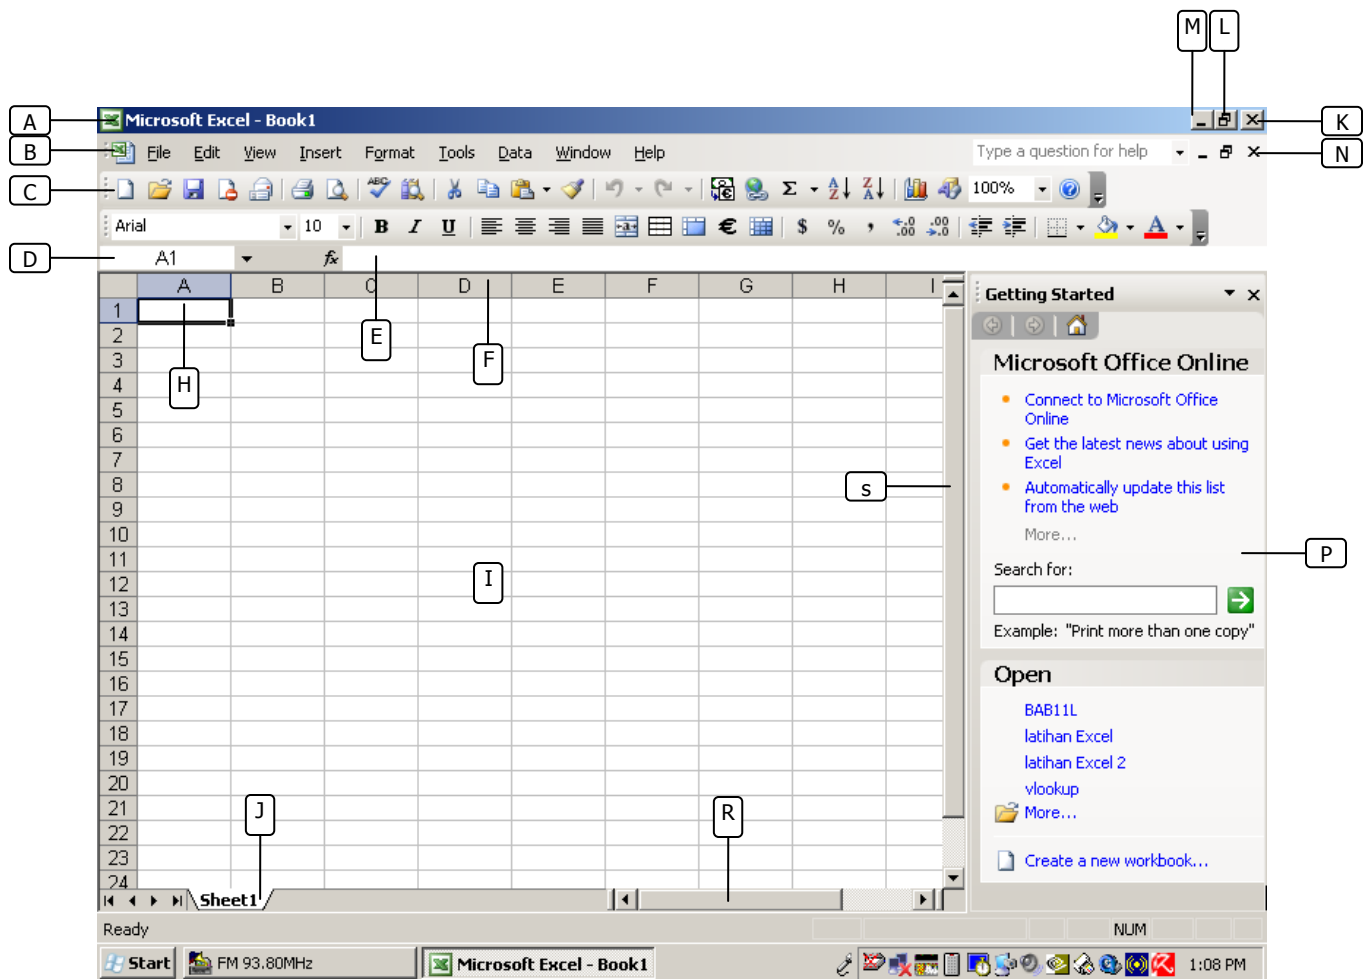 M L
A Microsoft Excel - Book1 K
B File Edit View Insert Format Tools Data Window Help Type a question for help N
C ABC Σ A Z Z A 100% ?
Arial 10 B I U a € $ % , .0 .00 .00 .0 A
D A1 fx
A B C D E F G H I
Getting Started
1
2
3
4
5
6
7
8
9
10
11
12
13
14
15
16
17
18
19
20
21
22
23
24
E
F
H
s
I
J
R
Microsoft Office Online
Connect to Microsoft Office
Online
Get the latest news about using
Excel
Automatically update this list
from the web
More...
P
Search for:
Example: "Print more than one copy"
Open
BAB11L
latihan Excel
latihan Excel 2
vlookup
More...
Create a new workbook...
Sheet1
Ready NUM
Start FM 93.80MHz Microsoft Excel - Book1 1:08 PM